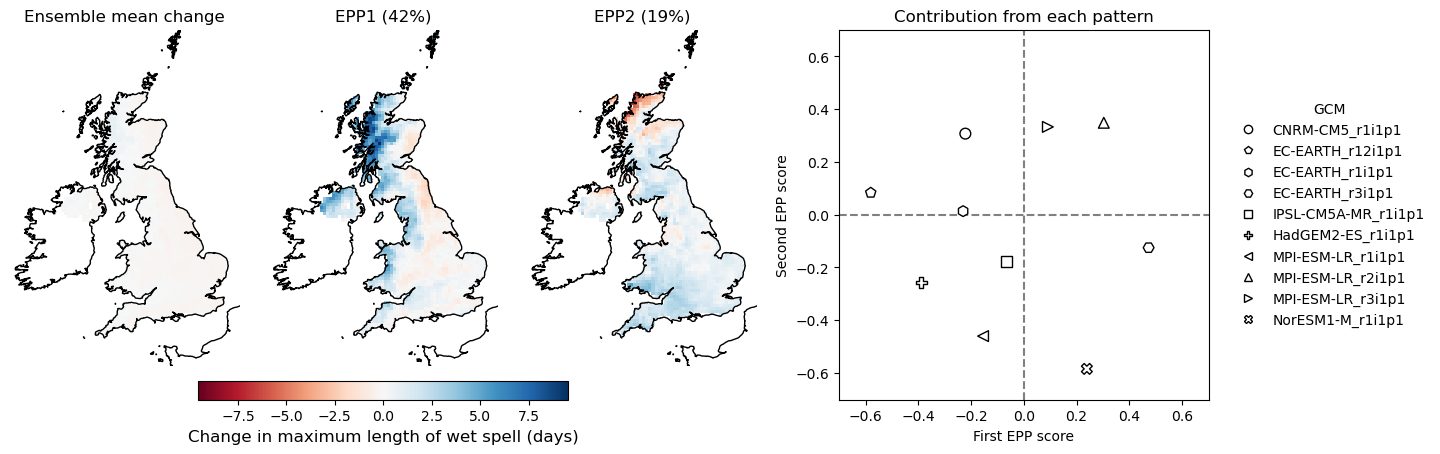 Ensemble mean change
EPP1 (42%)
EPP2 (19%)
−7.5 −5.0 −2.5 0.0 2.5 5.0 7.5
Change in maximum length of wet spell (days)
Contribution from each pattern
Second EPP score
0.6
0.4
0.2
0.0
−0.2
−0.4
−0.6
−0.6 −0.4 −0.2 0.0 0.2 0.4 0.6
First EPP score
GCM
CNRM-CM5_r1i1p1
EC-EARTH_r12i1p1
EC-EARTH_r1i1p1
EC-EARTH_r3i1p1
IPSL-CM5A-MR_r1i1p1
HadGEM2-ES_r1i1p1
MPI-ESM-LR_r1i1p1
MPI-ESM-LR_r2i1p1
MPI-ESM-LR_r3i1p1
NorESM1-M_r1i1p1